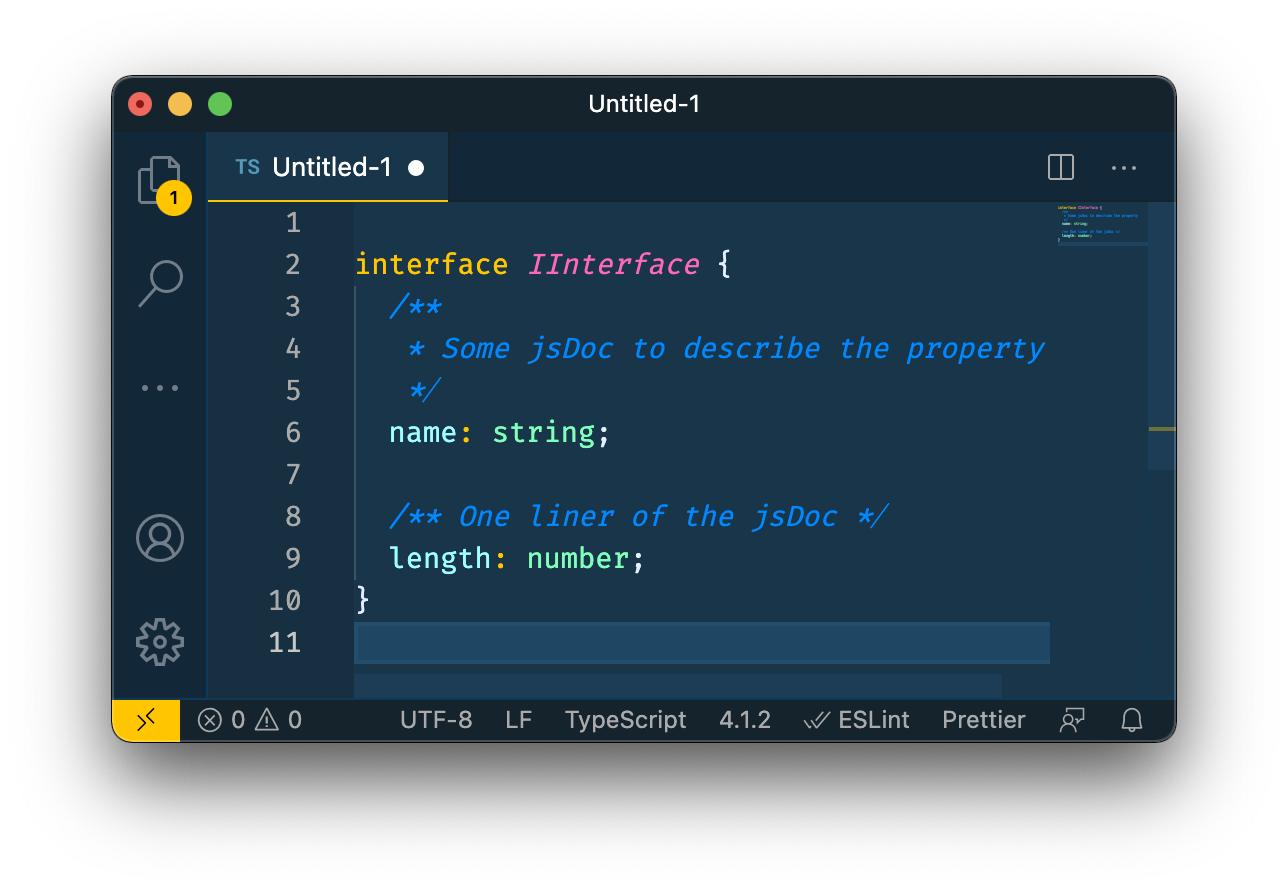 Untitled-1
TS Untitled-1
1
1
2 interface IInterface {
3 /**
4 * Some jsDoc to describe the property
5 */
6 name: string;
7
8 /** One liner of the jsDoc */
9 length: number;
10 }
11
0 0 UTF-8 LF TypeScript 4.1.2 ESLint Prettier